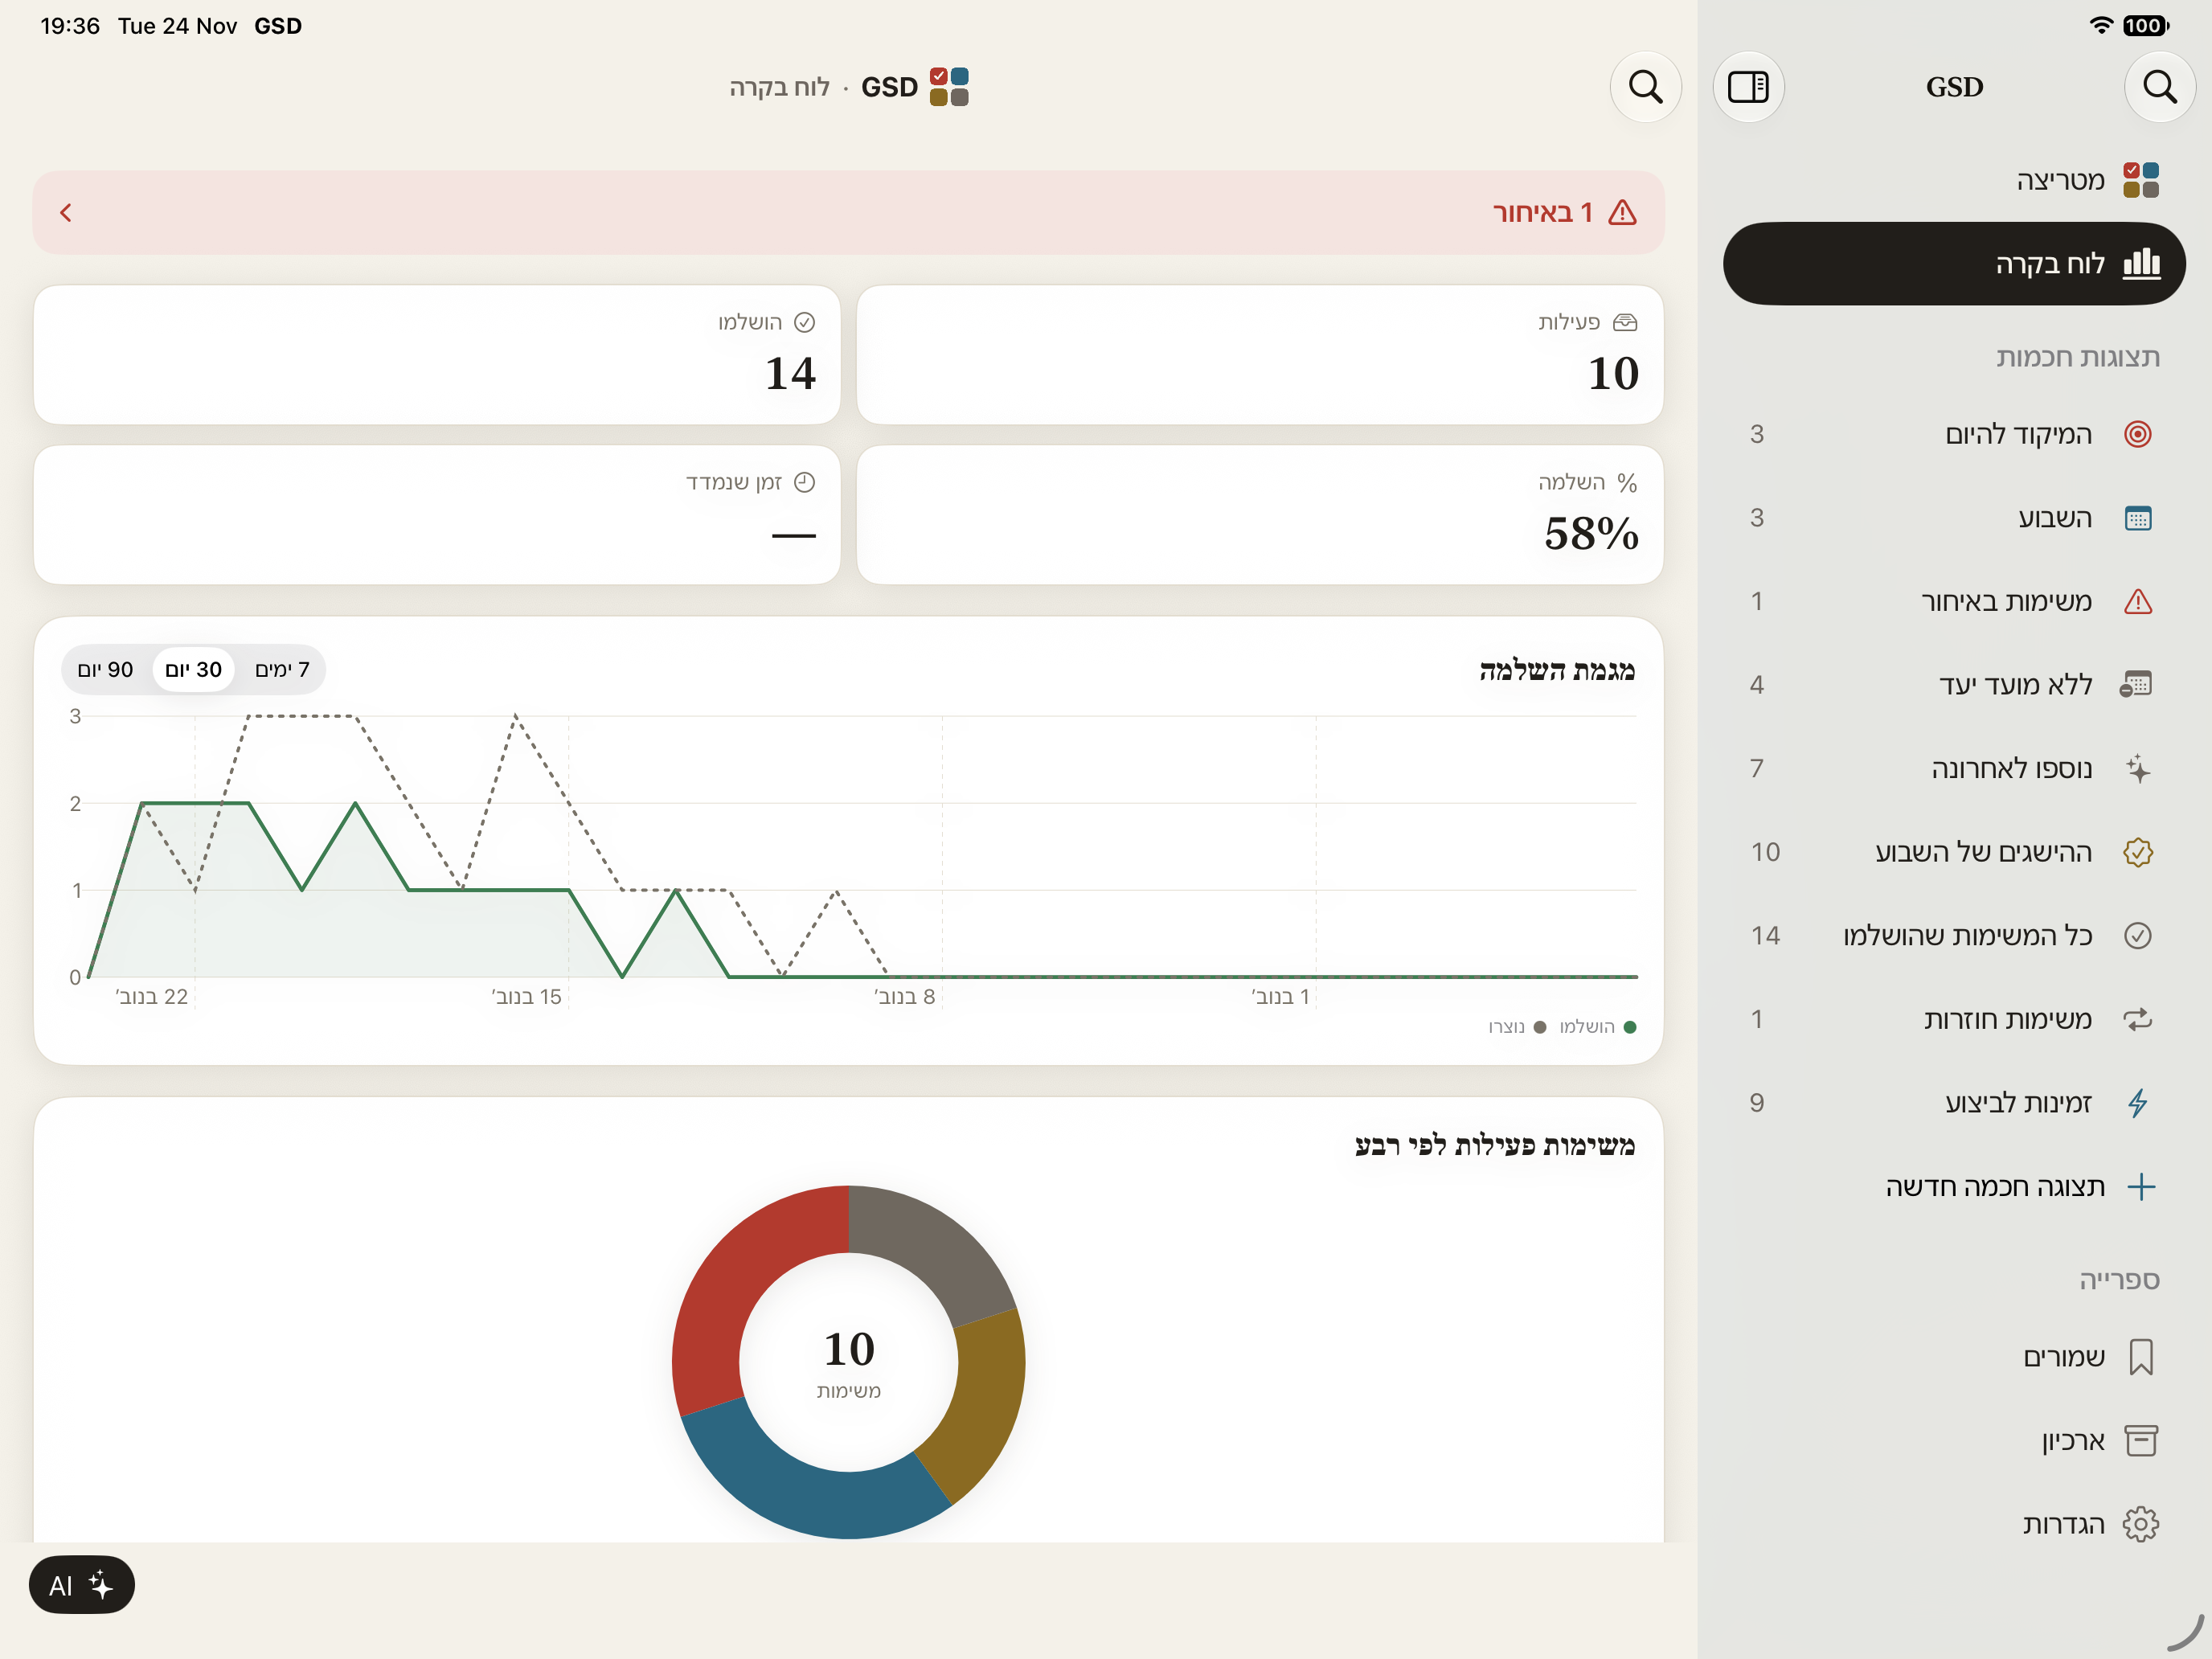 19:36 Tue 24 Nov GSD
100
GSD
מטריצה
לוח בקרה
תצוגות חכמות
המיקוד להיום 3
השבוע 3
משימות באיחור 1
ללא מועד יעד 4
נוספו לאחרונה 7
ההישגים של השבוע 10
כל המשימות שהושלמו 14
משימות חוזרות 1
זמינות לביצוע 9
תצוגה חכמה חדשה
ספרייה
שמורים
ארכיון
הגדרות
GSD · לוח בקרה
1 באיחור
פעילות
10
הושלמו
14
% השלמה
58%
זמן שנמדד
—
מגמת השלמה
7 ימים 30 יום 90 יום
3
2
1
0
1 בנוב׳ 8 בנוב׳ 15 בנוב׳ 22 בנוב׳
הושלמו נוצרו
משימות פעילות לפי רבע
10
משימות
AI